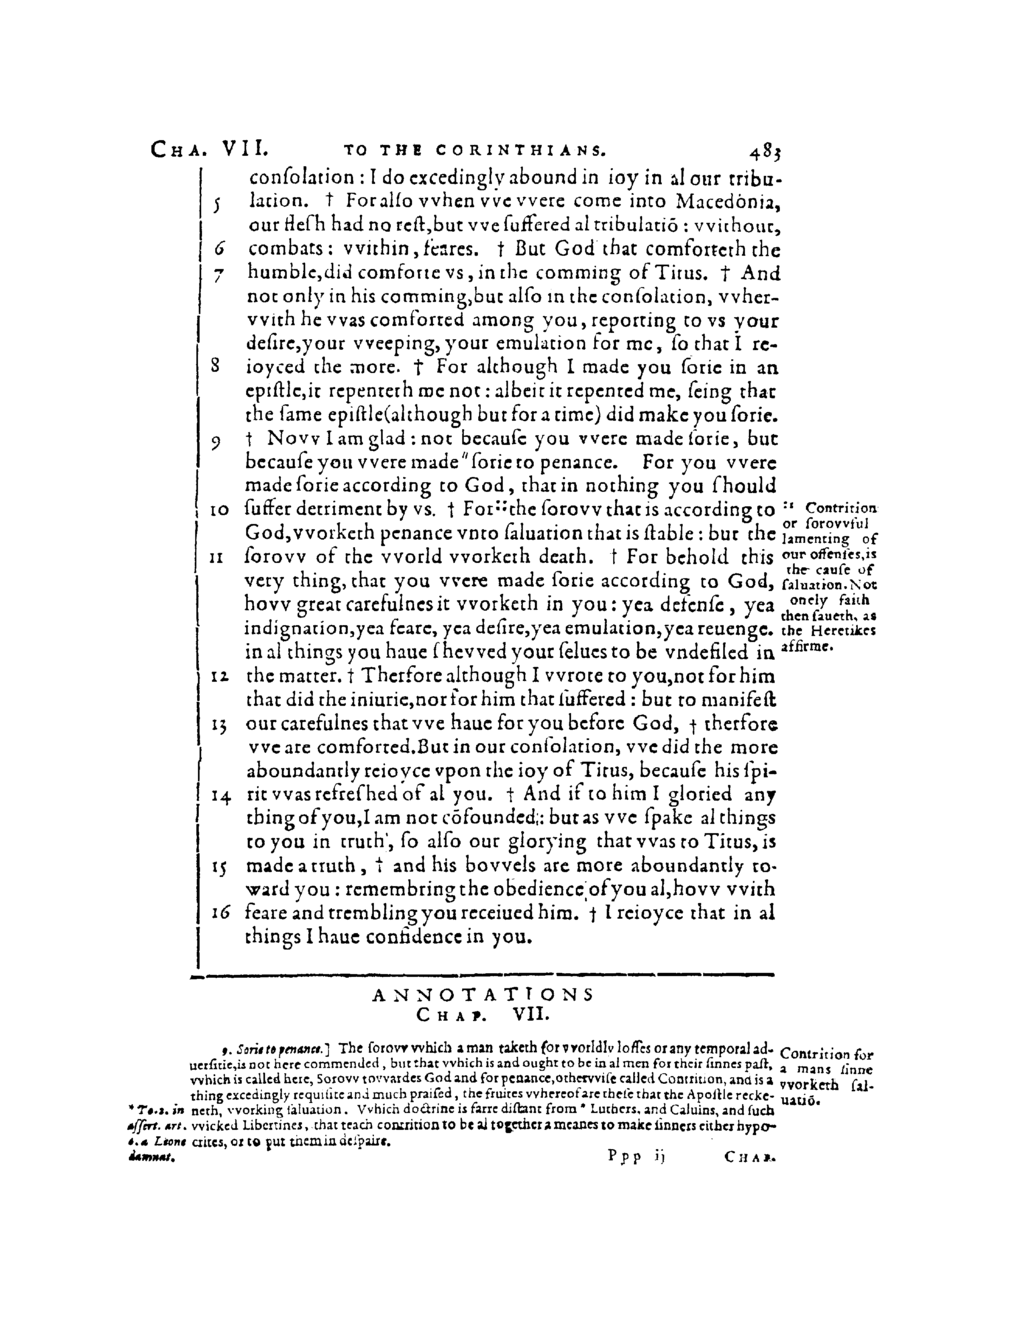 CHA. VII. TO THE CORINTHIANS. 483
conſolation : I do excedingly abound in ioy in al our tribu-
5 lation. † For alſo vvhen vve vvere come into Macedònia,
our fleſh had no reſt, but vve ſuffered al tribulatiō : vvithout,
6 combats : vvithin, feares. † But God that comforteth the
7 humble, did comforte vs, in the comming of Titus. † And
not only in his comming, but alſo in the conſolation, vvher-
vvith he vvas comforted among you, reporting to vs your
deſire, your vveeping, your emulation for me, ſo that I re-
8 ioyced the more. † For although I made you ſorie in an
epiſtle, it repenteth me not : albeit it repented me, ſeing that
the ſame epiſtle (although but for a time) did make you ſorie.
9 † Novv I am glad : not becauſe you vvere made ſorie, but
becauſe you vvere made " ſorie to penance. For you vvere
made ſorie according to God, that in nothing you ſhould
10 ſuffer detriment by vs. † For :: the ſorovv that is according to
God, vvorketh penance vnto ſaluation that is ſtable : but the
11 ſorovv of the vvorld vvorketh death. † For behold this
very thing, that you vvere made ſorie according to God,
hovv great carefulnes it vvorketh in you : yea defenſe, yea
indignation, yea feare, yea deſire, yea emulation, yea reuenge.
in al things you haue ſhevved your ſelues to be vndefiled in
12 the matter. † Therfore although I vvrote to you, not for him
that did the iniurie, nor for him that ſuffered : but to manifeſt
13 our carefulnes that vve haue for you before God, † therfore
vve are comforted. But in our conſolation, vve did the more
aboundantly reioyce vpon the ioy of Titus, becauſe his ſpi-
14 rit vvas refreſhed of al you. † And if to him I gloried any
thing of you, I am not cōfounded: but as vve ſpake al things
to you in truth, ſo alſo our glorying that vvas to Titus, is
15 made a truth, † and his bovvels are more aboundantly to-
ward you : remembring the obedience of you al, hovv vvith
16 feare and trembling you receiued him. † I reioyce that in al
things I haue confidence in you.
:: Contrition
or ſorovvful
lamenting of
our offenſes, is
the cauſe of
ſaluation. Not
onely faith
then ſaueth, as
the Heretikes
affirme.
ANNOTATIONS
CHAP. VII.
9. Sorie to penance.] The ſorovv vvhich a man taketh for vvorldly loſſes or any temporal ad-
uerſitie, is not here commended, but that vvhich is and ought to be in al men for their ſinnes paſt,
vvhich is called here, Sorovv tovvardes God and for penance, othervviſe called Contrition, and is a
thing excedingly requiſite and much praiſed, the fruites vvhereof are theſe that the Apoſtle recke-
neth, vvorking ſaluation. Vvhich doctrine is farre diſtant from * Luthers, and Caluins, and ſuch
vvicked Libertines, that teach contrition to be al together a meanes to make ſinners either hypo-
crites, or to put them in deſpaire.
Contrition for
a mans ſinne
vvorketh ſal-
uatiō.
* To. 2. in
aſſert. art.
6. a Leone
damnat.
Ppp ij CHAP.